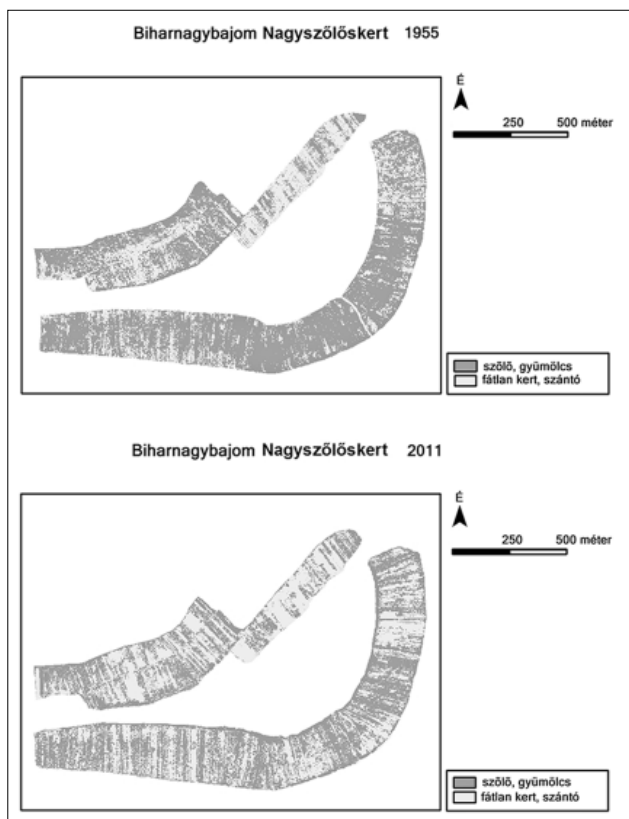 Biharnagybajom Nagyszőlőskert 1955
É
250 500 méter
szőlő, gyümölcs
fátlan kert, szántó
Biharnagybajom Nagyszőlőskert 2011
É
250 500 méter
szőlő, gyümölcs
fátlan kert, szántó